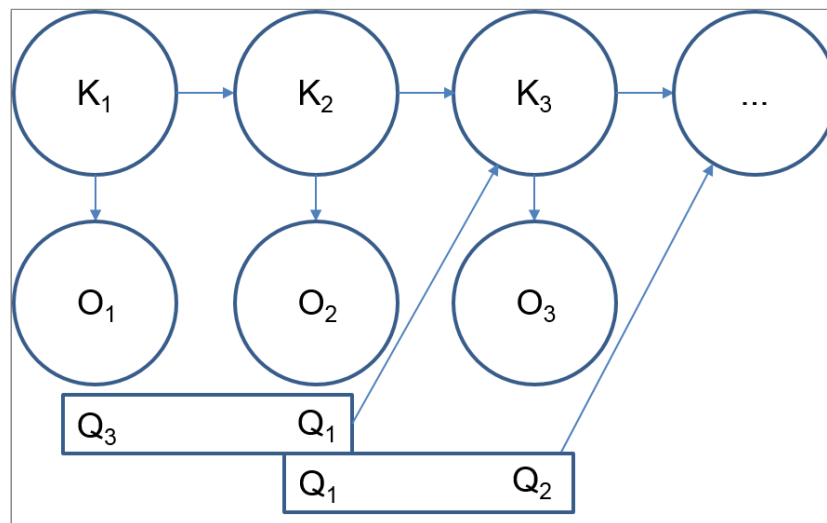 K₁ K₂ K₃ ...
O₁ O₂ O₃
Q₃ Q₁
Q₁ Q₂